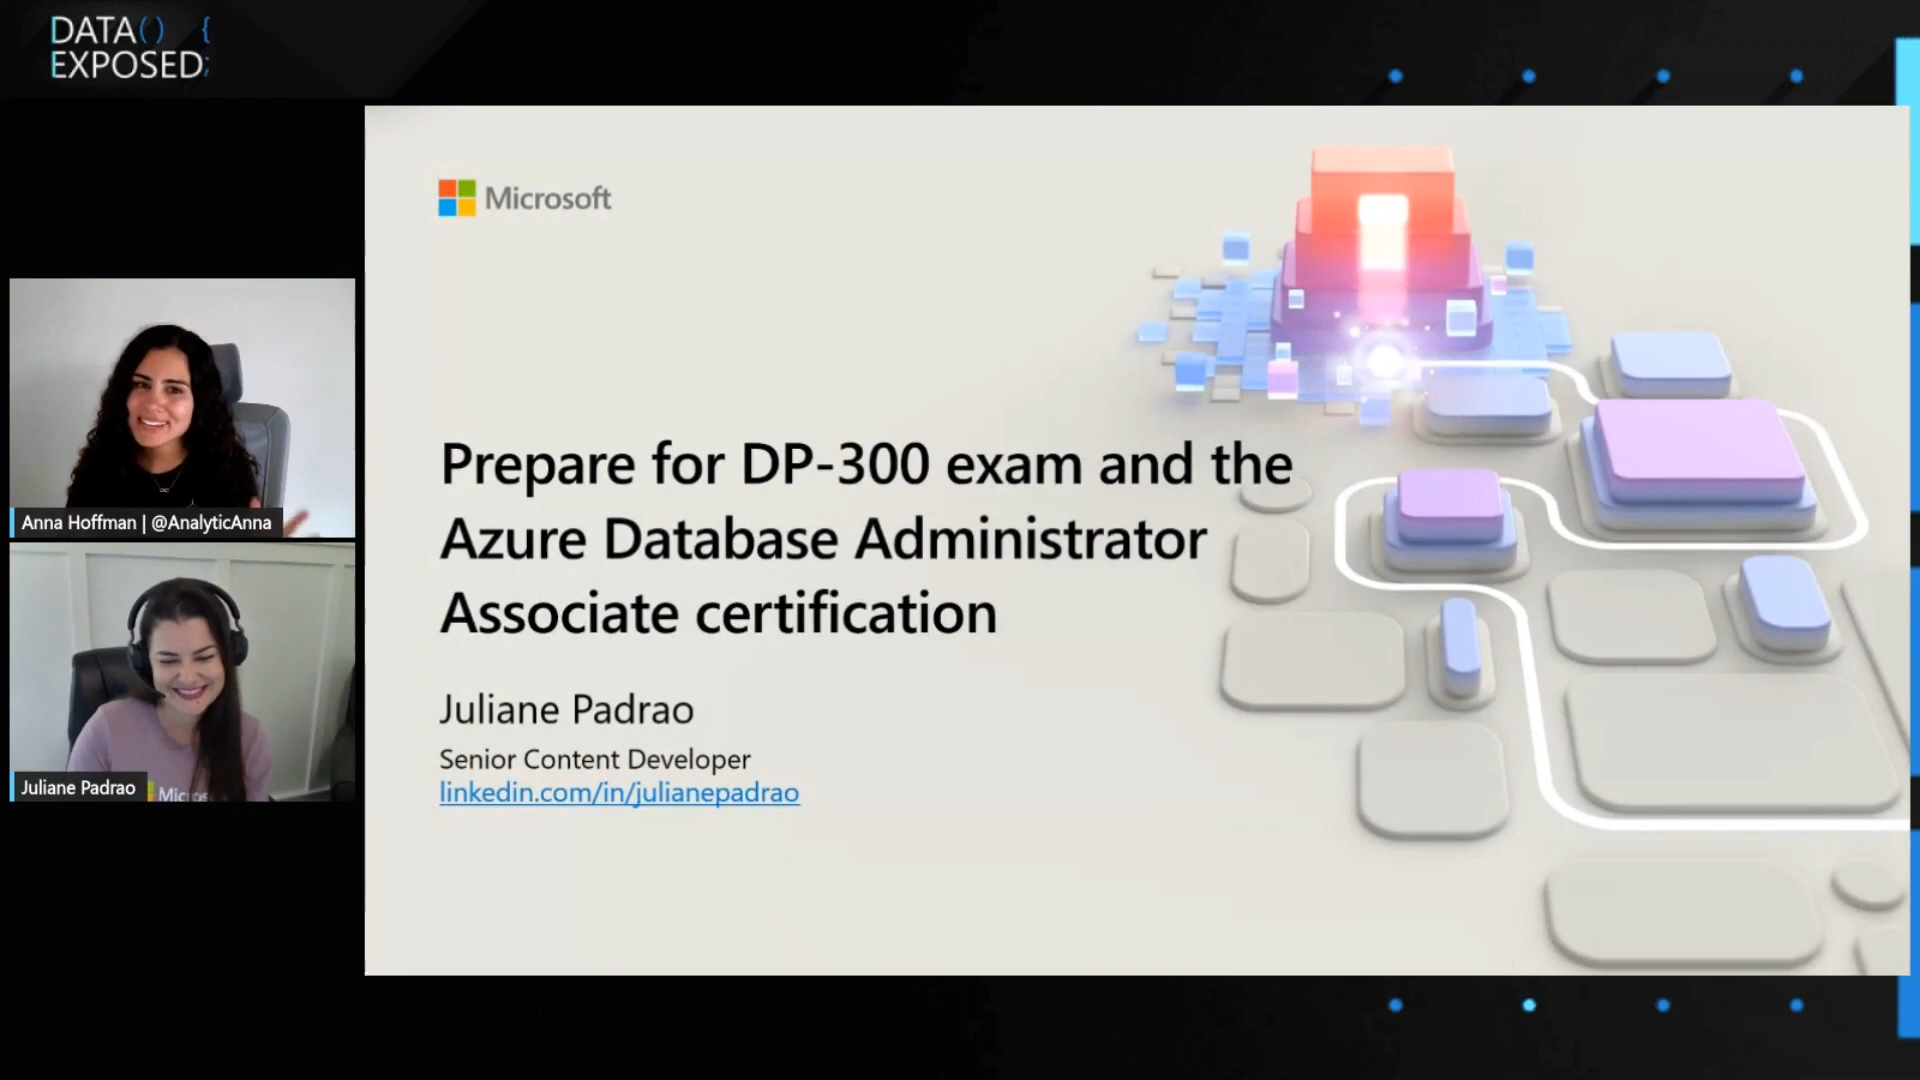 DATA() {
EXPOSED;
Microsoft
Prepare for DP-300 exam and the
Azure Database Administrator
Associate certification
Juliane Padrao
Senior Content Developer
linkedin.com/in/julianepadrao
Anna Hoffman | @AnalyticAnna
Juliane Padrao